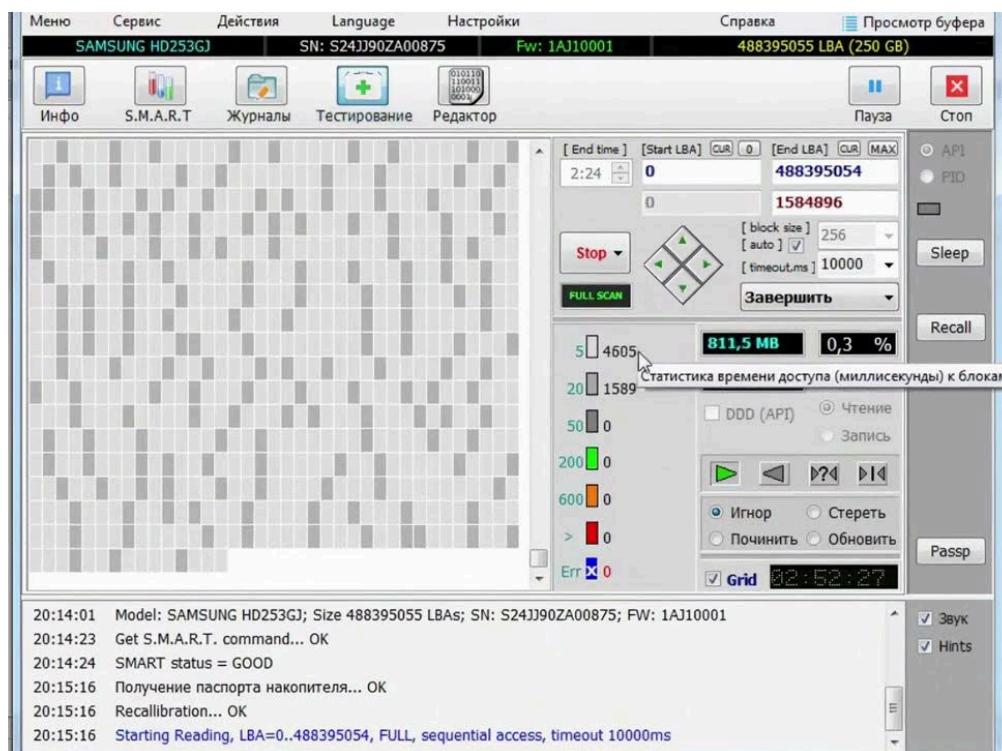 Меню Сервис Действия Language Настройки Справка Просмотр буфера
SAMSUNG HD253GJ SN: S24JJ90ZA00875 Fw: 1AJ10001 488395055 LBA (250 GB)
010110
110011
101000
0001
Инфо S.M.A.R.T Журналы Тестирование Редактор Пауза Стоп
[ End time ] [Start LBA] CUR 0 [End LBA] CUR MAX API
2:24 0 488395054 PIO
0 1584896
[ block size ]
[ auto ] 256
Stop [ timeout,ms ] 10000 Sleep
FULL SCAN Завершить
Recall
5 4605 811,5 MB 0,3 %
Статистика времени доступа (миллисекунды) к блокам
20 1589
50 0 DDD (API) Чтение
Запись
200 0
600 0
Игнор Стереть
> 0 Починить Обновить
Passp
Err x 0 Grid 02:52:27
20:14:01 Model: SAMSUNG HD253GJ; Size 488395055 LBAs; SN: S24JJ90ZA00875; FW: 1AJ10001 Звук
20:14:23 Get S.M.A.R.T. command... OK Hints
20:14:24 SMART status = GOOD
20:15:16 Получение паспорта накопителя... OK
20:15:16 Recallibration... OK
20:15:16 Starting Reading, LBA=0..488395054, FULL, sequential access, timeout 10000ms